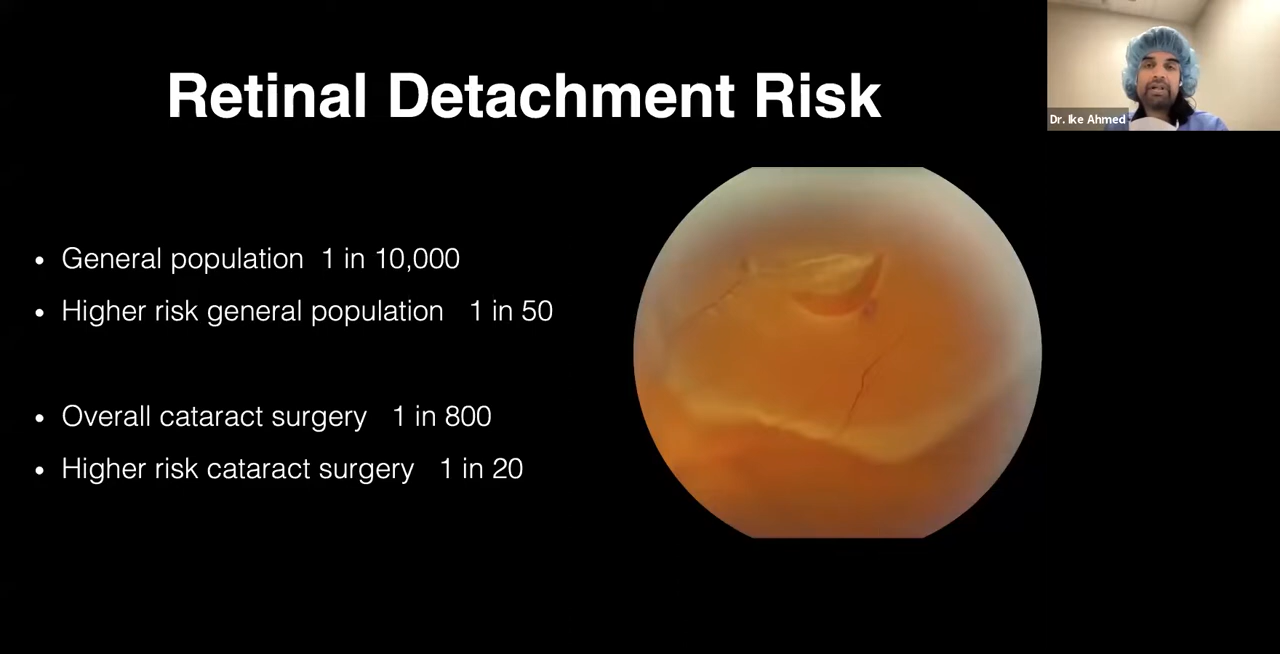 Retinal Detachment Risk
Dr. Ike Ahmed
• General population 1 in 10,000
• Higher risk general population 1 in 50
• Overall cataract surgery 1 in 800
• Higher risk cataract surgery 1 in 20